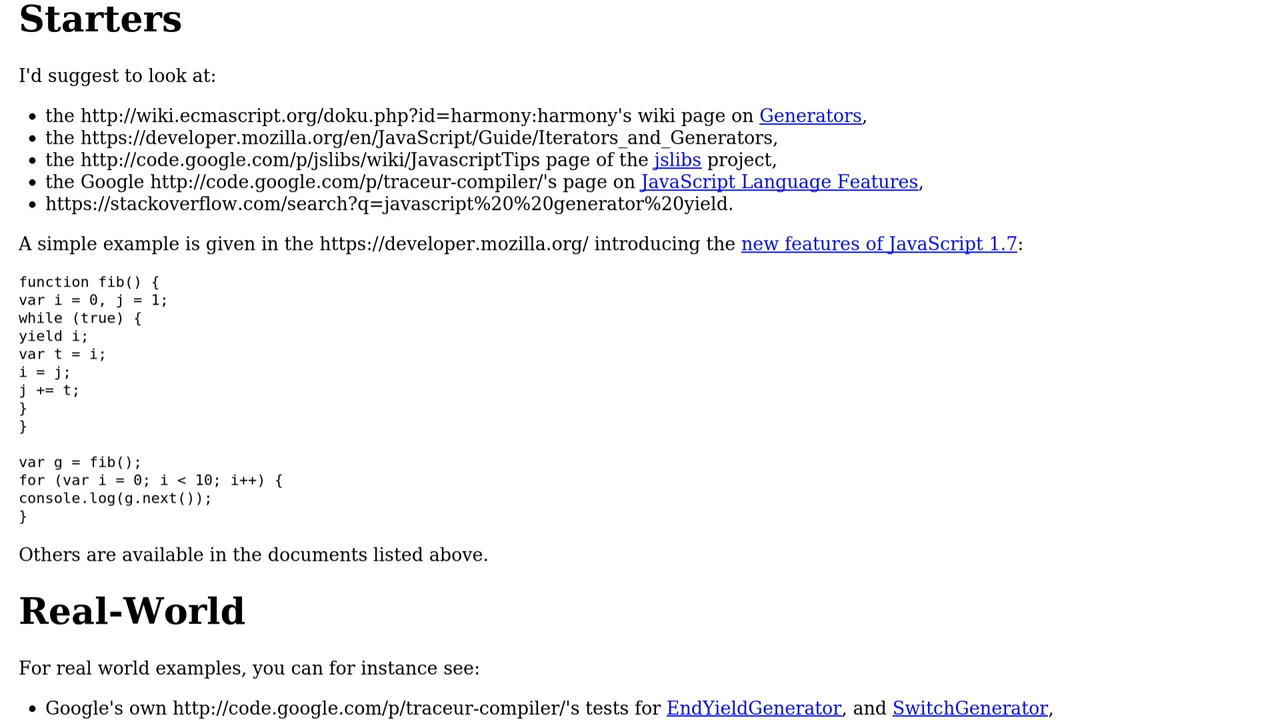 Starters
I'd suggest to look at:
• the http://wiki.ecmascript.org/doku.php?id=harmony:harmony's wiki page on Generators,
• the https://developer.mozilla.org/en/JavaScript/Guide/Iterators_and_Generators,
• the http://code.google.com/p/jslibs/wiki/JavascriptTips page of the jslibs project,
• the Google http://code.google.com/p/traceur-compiler/'s page on JavaScript Language Features,
• https://stackoverflow.com/search?q=javascript%20%20generator%20yield.
A simple example is given in the https://developer.mozilla.org/ introducing the new features of JavaScript 1.7:
function fib() {
var i = 0, j = 1;
while (true) {
yield i;
var t = i;
i = j;
j += t;
}
}
var g = fib();
for (var i = 0; i < 10; i++) {
console.log(g.next());
}
Others are available in the documents listed above.
Real-World
For real world examples, you can for instance see:
• Google's own http://code.google.com/p/traceur-compiler/'s tests for EndYieldGenerator, and SwitchGenerator,